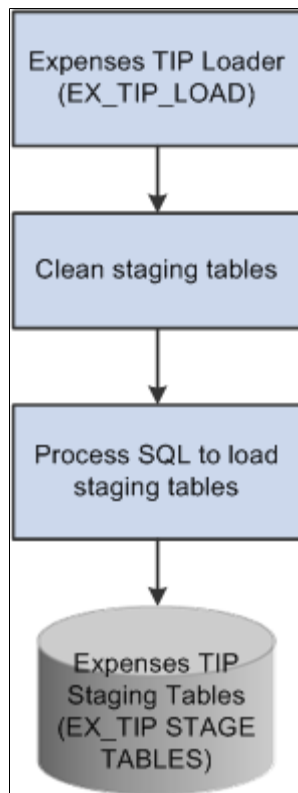 Expenses TIP Loader
(EX_TIP_LOAD)
Clean staging tables
Process SQL to load
staging tables
Expenses TIP
Staging Tables
(EX_TIP STAGE
TABLES)